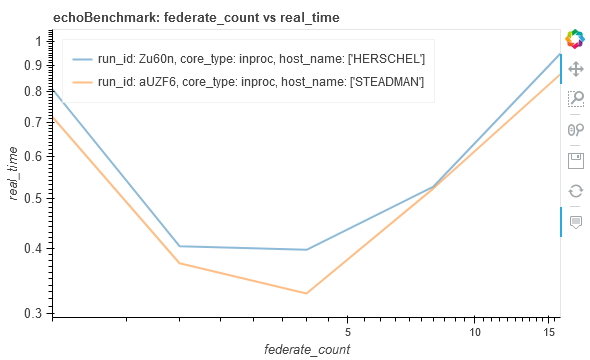 echoBenchmark: federate_count vs real_time
run_id: Zu60n, core_type: inproc, host_name: ['HERSCHEL']
run_id: aUZF6, core_type: inproc, host_name: ['STEADMAN']
real_time
1
0.9
0.8
0.7
0.6
0.5
0.4
0.3
5
10
15
federate_count